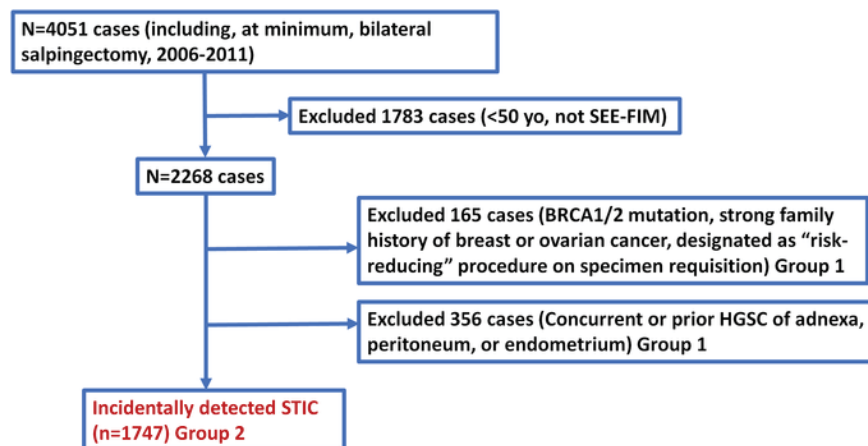 N=4051 cases (including, at minimum, bilateral
salpingectomy, 2006-2011)
Excluded 1783 cases (<50 yo, not SEE-FIM)
N=2268 cases
Excluded 165 cases (BRCA1/2 mutation, strong family
history of breast or ovarian cancer, designated as “risk-
reducing” procedure on specimen requisition) Group 1
Excluded 356 cases (Concurrent or prior HGSC of adnexa,
peritoneum, or endometrium) Group 1
Incidentally detected STIC
(n=1747) Group 2